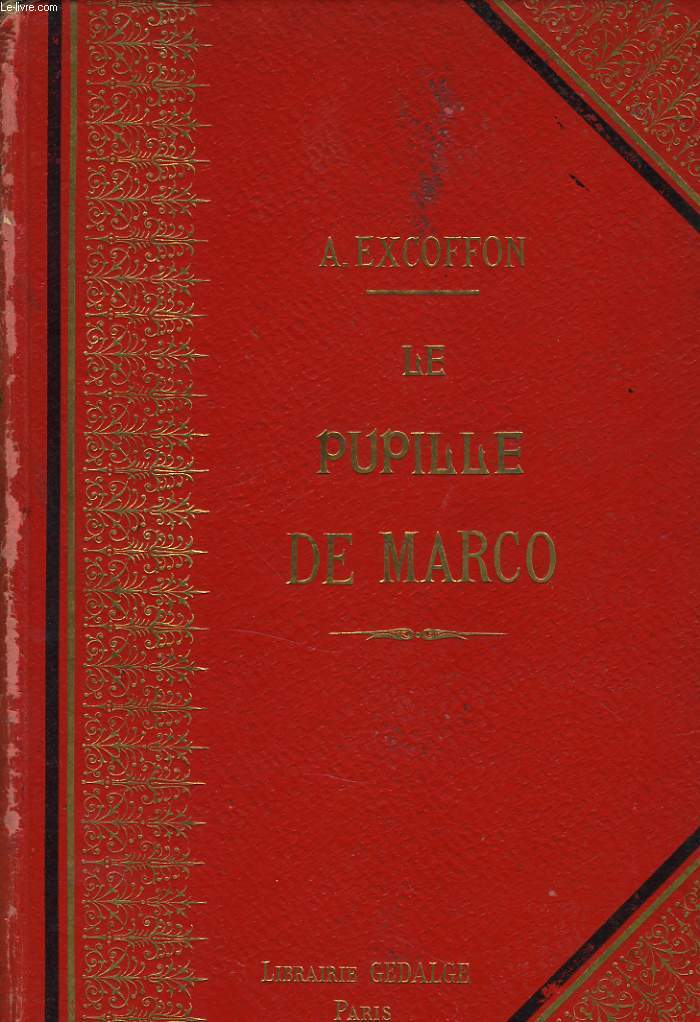 Le-livre.com
A. EXCOFFON
LE
PUPILLE
DE MARCO
LIBRAIRIE GEDALGE
PARIS